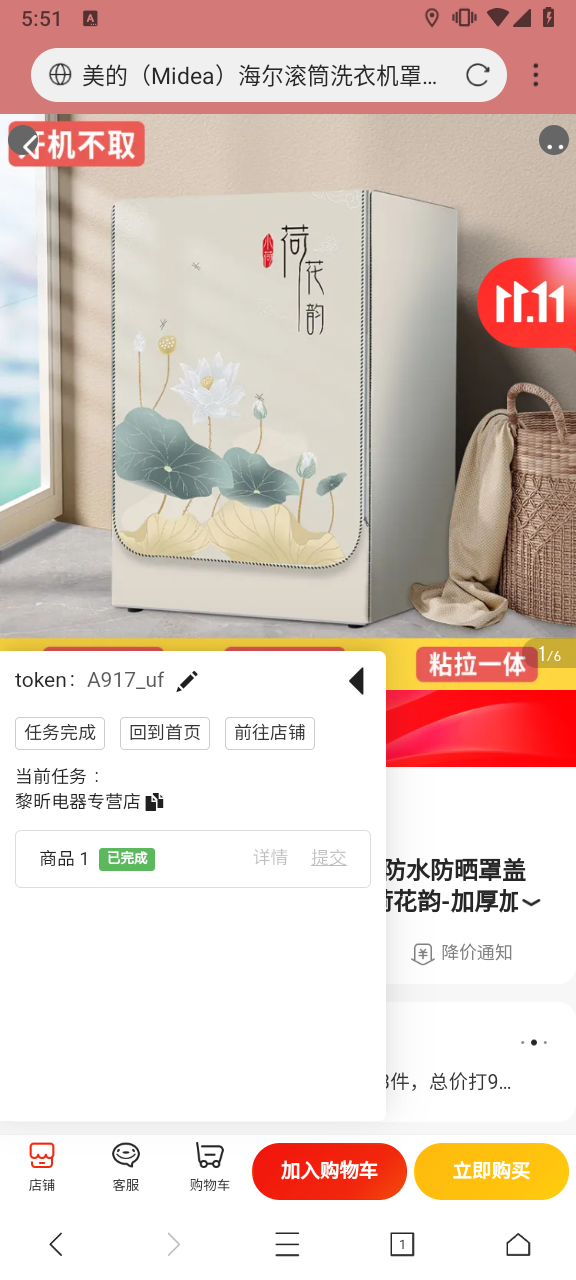 5:51
美的（Midea）海尔滚筒洗衣机罩...
开机不取
小荷
荷花韵
11.11
粘拉一体
1/6
token： A917_uf
任务完成
回到首页
前往店铺
当前任务：
黎昕电器专营店
商品 1
已完成
详情
提交
防水防晒罩盖
荷花韵-加厚加
降价通知
3件，总价打9...
店铺
客服
购物车
加入购物车
立即购买
1